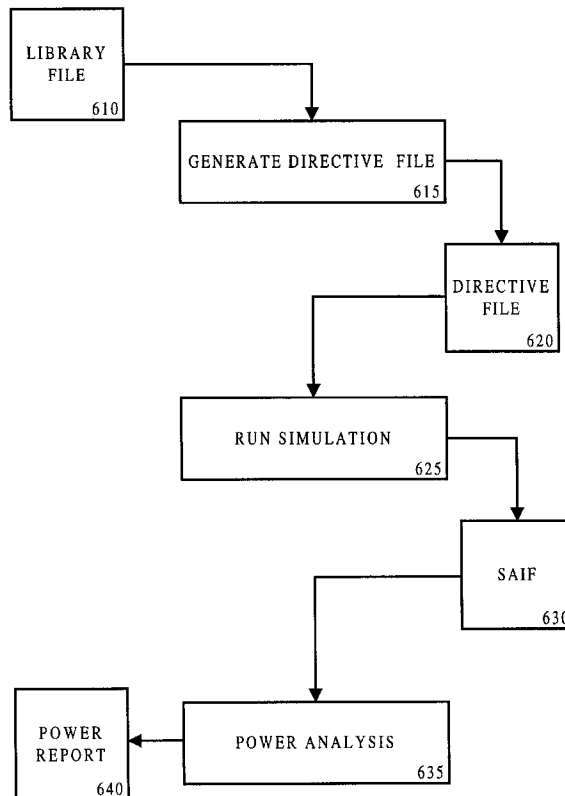 LIBRARY
FILE
610
GENERATE DIRECTIVE FILE
615
DIRECTIVE
FILE
620
RUN SIMULATION
625
SAIF
630
POWER ANALYSIS
635
POWER
REPORT
640